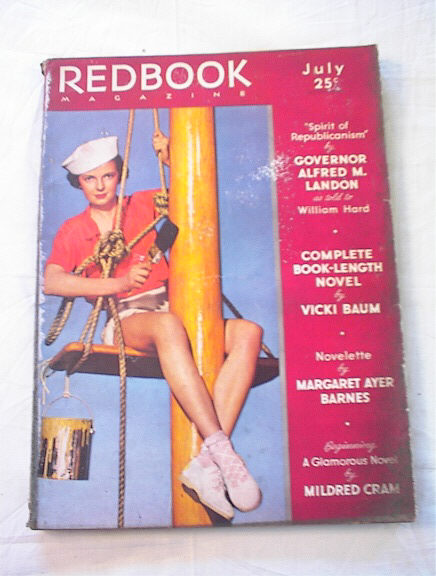 REDBOOK
MAGAZINE
July
25¢
"Spirit of
Republicanism"
by
GOVERNOR
ALFRED M.
LANDON
as told to
William Hard
COMPLETE
BOOK-LENGTH
NOVEL
by
VICKI BAUM
Novelette
by
MARGARET AYER
BARNES
Beginning
A Glamorous Novel
by
MILDRED CRAM